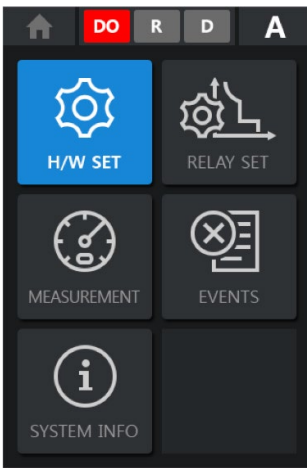 DO R D A
H/W SET RELAY SET
MEASUREMENT EVENTS
SYSTEM INFO